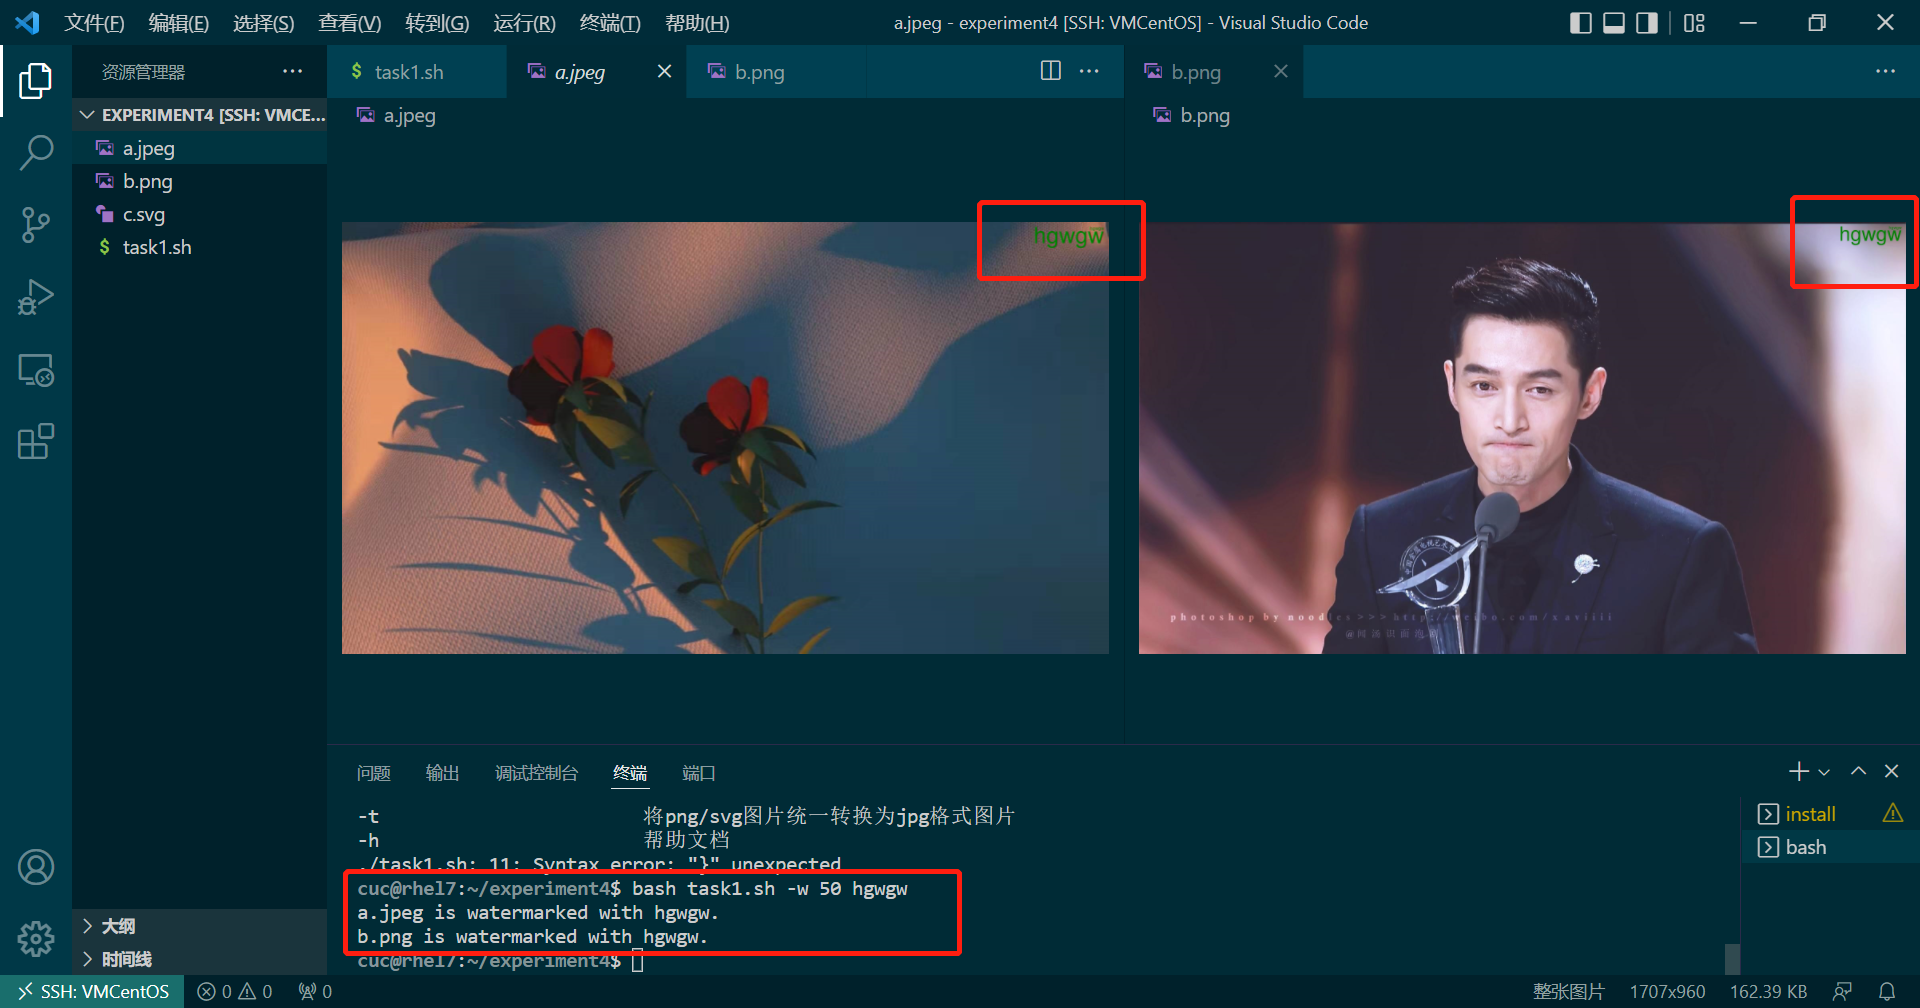 文件(F) 编辑(E) 选择(S) 查看(V) 转到(G) 运行(R) 终端(T) 帮助(H)
a.jpeg - experiment4 [SSH: VMCentOS] - Visual Studio Code
资源管理器
EXPERIMENT4 [SSH: VMCE...
a.jpeg
b.png
c.svg
task1.sh
大纲
时间线
task1.sh
a.jpeg
b.png
a.jpeg
hgwgw
b.png
b.png
hgwgw
photoshop by noodles>>>http://weibo.com/xaviiii
问题 输出 调试控制台 终端 端口
-t 将png/svg图片统一转换为jpg格式图片
-h 帮助文档
./task1.sh: 11: Syntax error: "}" unexpected
cuc@rhel7:~/experiment4$ bash task1.sh -w 50 hgwgw
a.jpeg is watermarked with hgwgw.
b.png is watermarked with hgwgw.
cuc@rhel7:~/experiment4$
install
bash
SSH: VMCentOS 0 0 0
整张图片 1707x960 162.39 KB